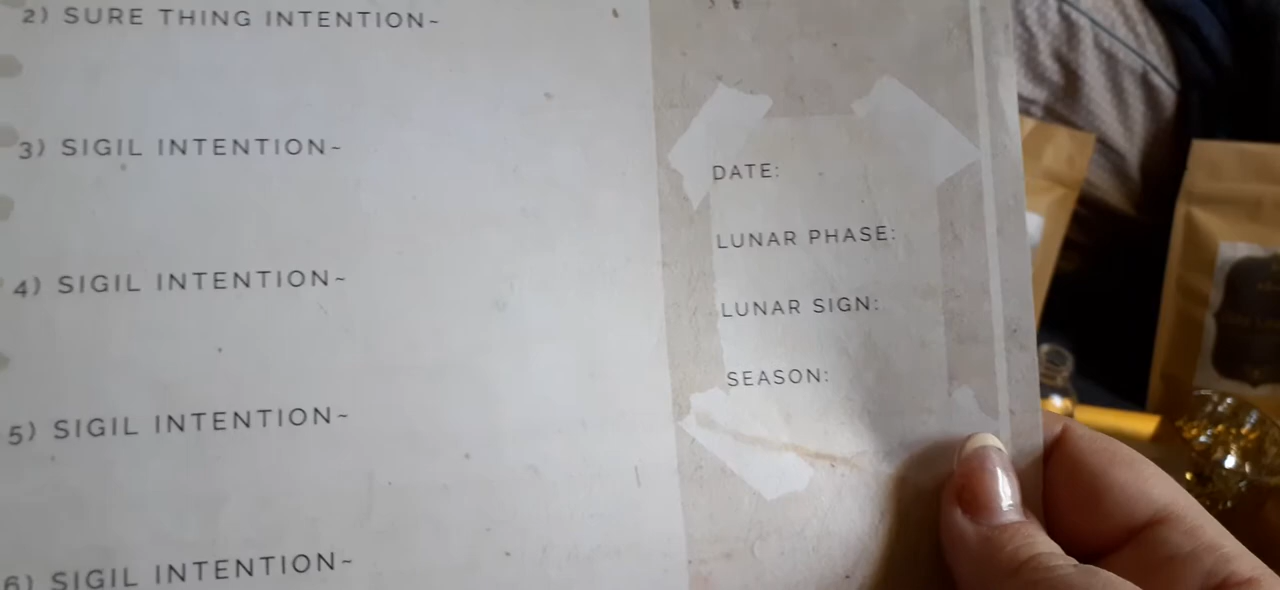 2) SURE THING INTENTION~
3) SIGIL INTENTION~
4) SIGIL INTENTION~
5) SIGIL INTENTION~
6) SIGIL INTENTION~
DATE:
LUNAR PHASE:
LUNAR SIGN:
SEASON: